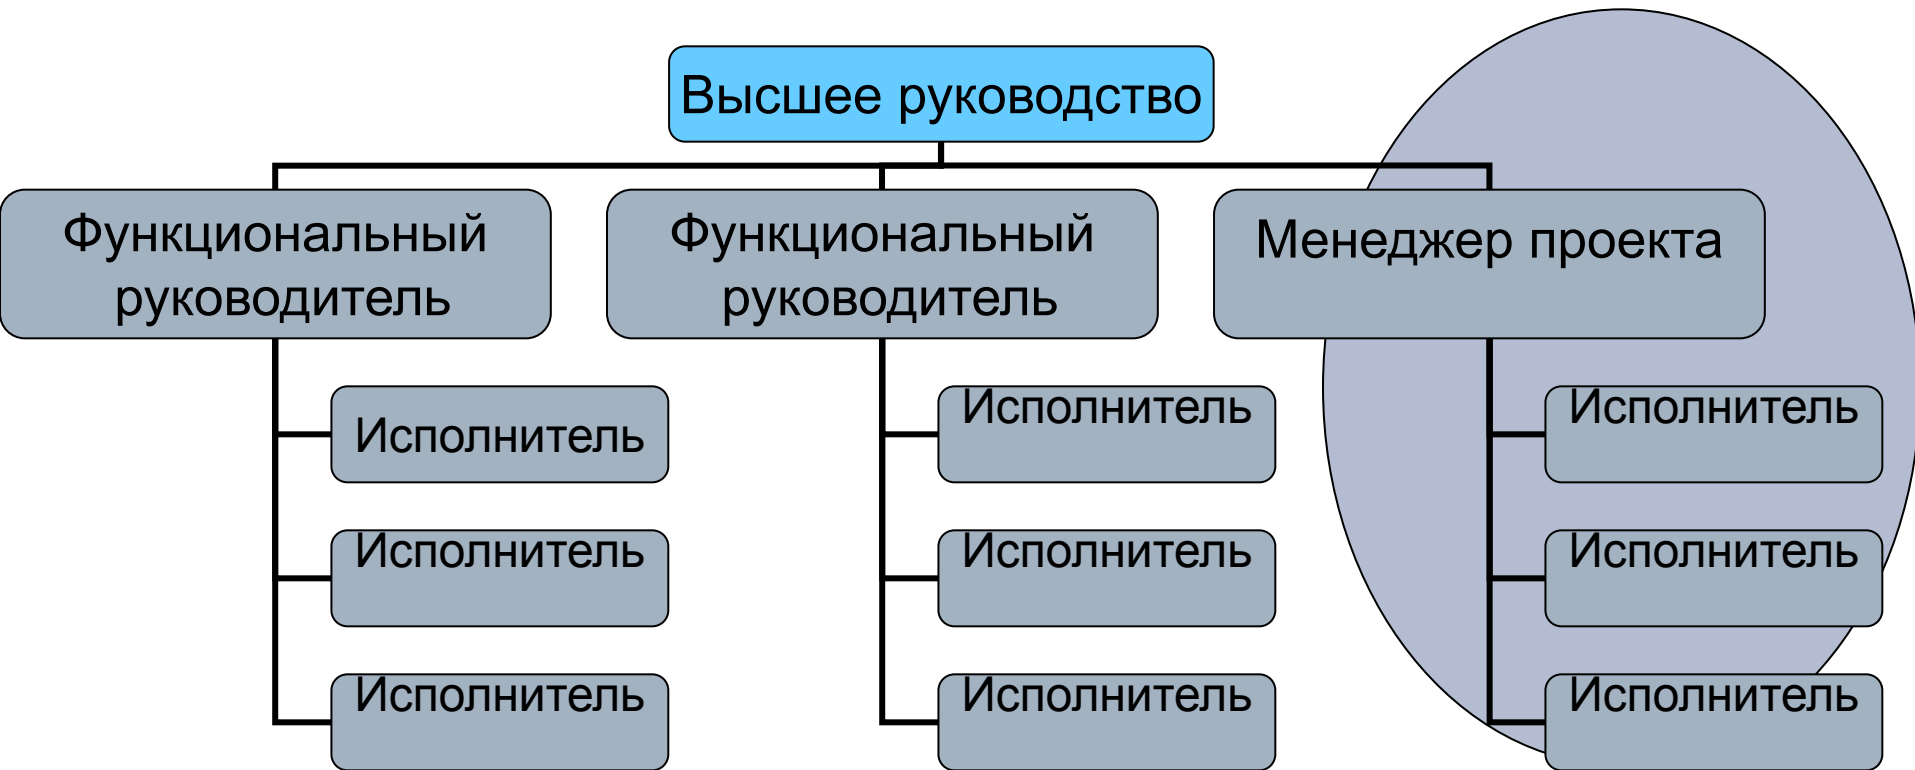 Высшее руководство
Функциональный
руководитель
Функциональный
руководитель
Менеджер проекта
Исполнитель
Исполнитель
Исполнитель
Исполнитель
Исполнитель
Исполнитель
Исполнитель
Исполнитель
Исполнитель